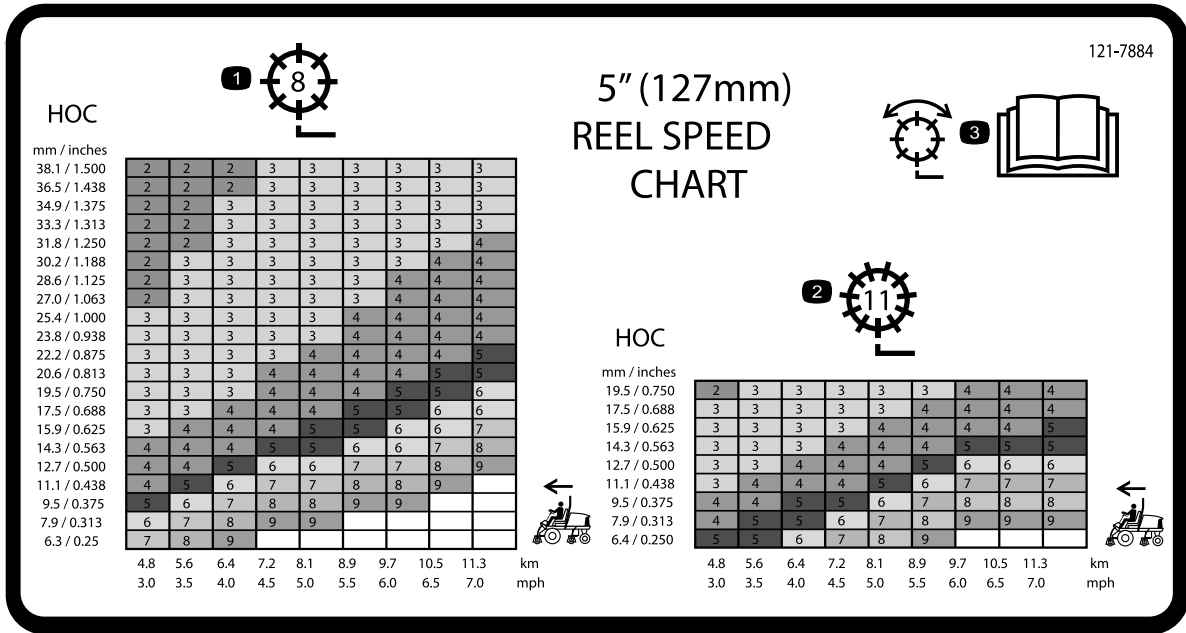 121-7884
5” (127mm)
REEL SPEED
CHART
3
1
8
HOC
mm / inches
38.1 / 1.500 2 2 2 3 3 3 3 3 3
36.5 / 1.438 2 2 2 3 3 3 3 3 3
34.9 / 1.375 2 2 3 3 3 3 3 3 3
33.3 / 1.313 2 2 3 3 3 3 3 3 3
31.8 / 1.250 2 2 3 3 3 3 3 3 4
30.2 / 1.188 2 3 3 3 3 3 3 4 4
28.6 / 1.125 2 3 3 3 3 3 4 4 4
27.0 / 1.063 2 3 3 3 3 3 4 4 4
25.4 / 1.000 3 3 3 3 3 4 4 4 4
23.8 / 0.938 3 3 3 3 3 4 4 4 4
22.2 / 0.875 3 3 3 3 4 4 4 4 5
20.6 / 0.813 3 3 3 4 4 4 4 5 5
19.5 / 0.750 3 3 3 4 4 4 5 5 6
17.5 / 0.688 3 3 4 4 4 5 5 6 6
15.9 / 0.625 3 4 4 4 5 5 6 6 7
14.3 / 0.563 4 4 4 5 5 6 6 7 8
12.7 / 0.500 4 4 5 6 6 7 7 8 9
11.1 / 0.438 4 5 6 7 7 8 8 9
9.5 / 0.375 5 6 7 8 8 9 9
7.9 / 0.313 6 7 8 9 9
6.3 / 0.25 7 8 9
4.8 5.6 6.4 7.2 8.1 8.9 9.7 10.5 11.3 km
3.0 3.5 4.0 4.5 5.0 5.5 6.0 6.5 7.0 mph
2
11
HOC
mm / inches
19.5 / 0.750 2 3 3 3 3 3 4 4 4
17.5 / 0.688 3 3 3 3 3 4 4 4 4
15.9 / 0.625 3 3 3 3 4 4 4 4 5
14.3 / 0.563 3 3 3 4 4 4 5 5 5
12.7 / 0.500 3 3 4 4 4 5 6 6 6
11.1 / 0.438 3 4 4 4 5 6 7 7 7
9.5 / 0.375 4 4 5 5 6 7 8 8 8
7.9 / 0.313 4 5 5 6 7 8 9 9 9
6.4 / 0.250 5 5 6 7 8 9
4.8 5.6 6.4 7.2 8.1 8.9 9.7 10.5 11.3 km
3.0 3.5 4.0 4.5 5.0 5.5 6.0 6.5 7.0 mph